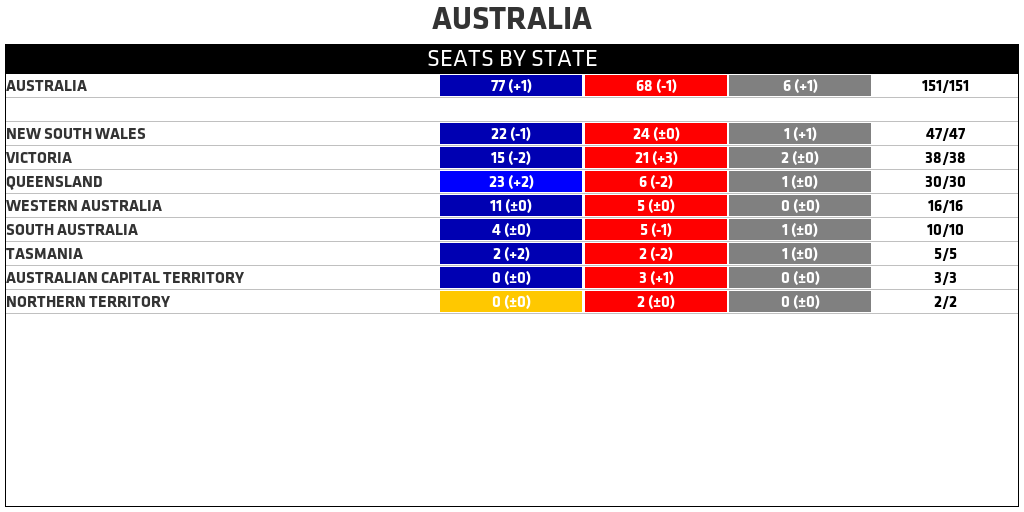 AUSTRALIA
SEATS BY STATE
AUSTRALIA 77 (+1) 68 (-1) 6 (+1) 151/151
NEW SOUTH WALES 22 (-1) 24 (±0) 1 (+1) 47/47
VICTORIA 15 (-2) 21 (+3) 2 (±0) 38/38
QUEENSLAND 23 (+2) 6 (-2) 1 (±0) 30/30
WESTERN AUSTRALIA 11 (±0) 5 (±0) 0 (±0) 16/16
SOUTH AUSTRALIA 4 (±0) 5 (-1) 1 (±0) 10/10
TASMANIA 2 (+2) 2 (-2) 1 (±0) 5/5
AUSTRALIAN CAPITAL TERRITORY 0 (±0) 3 (+1) 0 (±0) 3/3
NORTHERN TERRITORY 0 (±0) 2 (±0) 0 (±0) 2/2